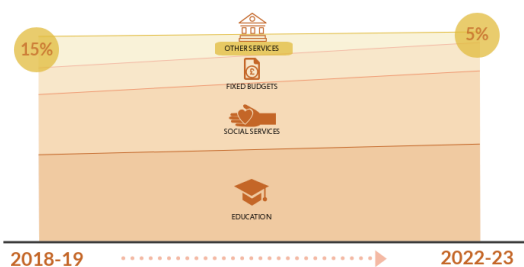 15%
5%
OTHER SERVICES
£
FIXED BUDGETS
SOCIAL SERVICES
EDUCATION
2018-19
2022-23